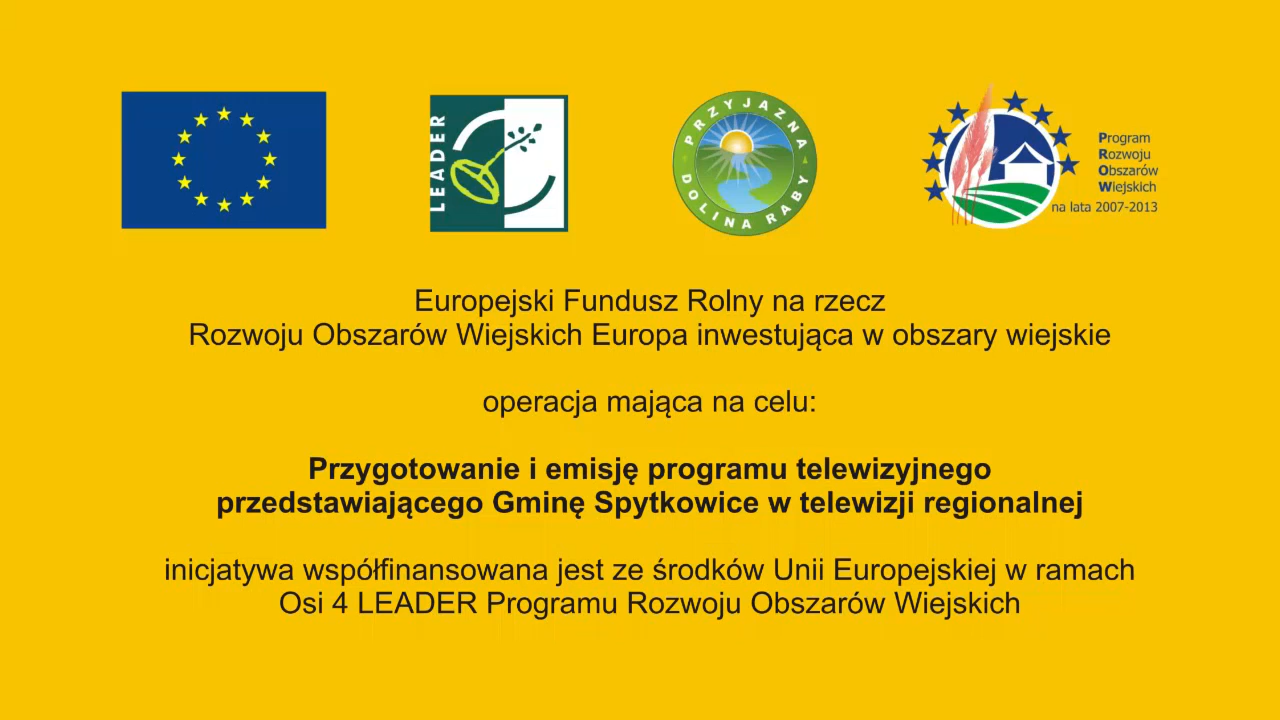 LEADER
PRZYJAZNA
DOLINA RABY
Program
Rozwoju
Obszarów
Wiejskich
na lata 2007-2013
Europejski Fundusz Rolny na rzecz
Rozwoju Obszarów Wiejskich Europa inwestująca w obszary wiejskie
operacja mająca na celu:
Przygotowanie i emisję programu telewizyjnego
przedstawiającego Gminę Spytkowice w telewizji regionalnej
inicjatywa współfinansowana jest ze środków Unii Europejskiej w ramach
Osi 4 LEADER Programu Rozwoju Obszarów Wiejskich